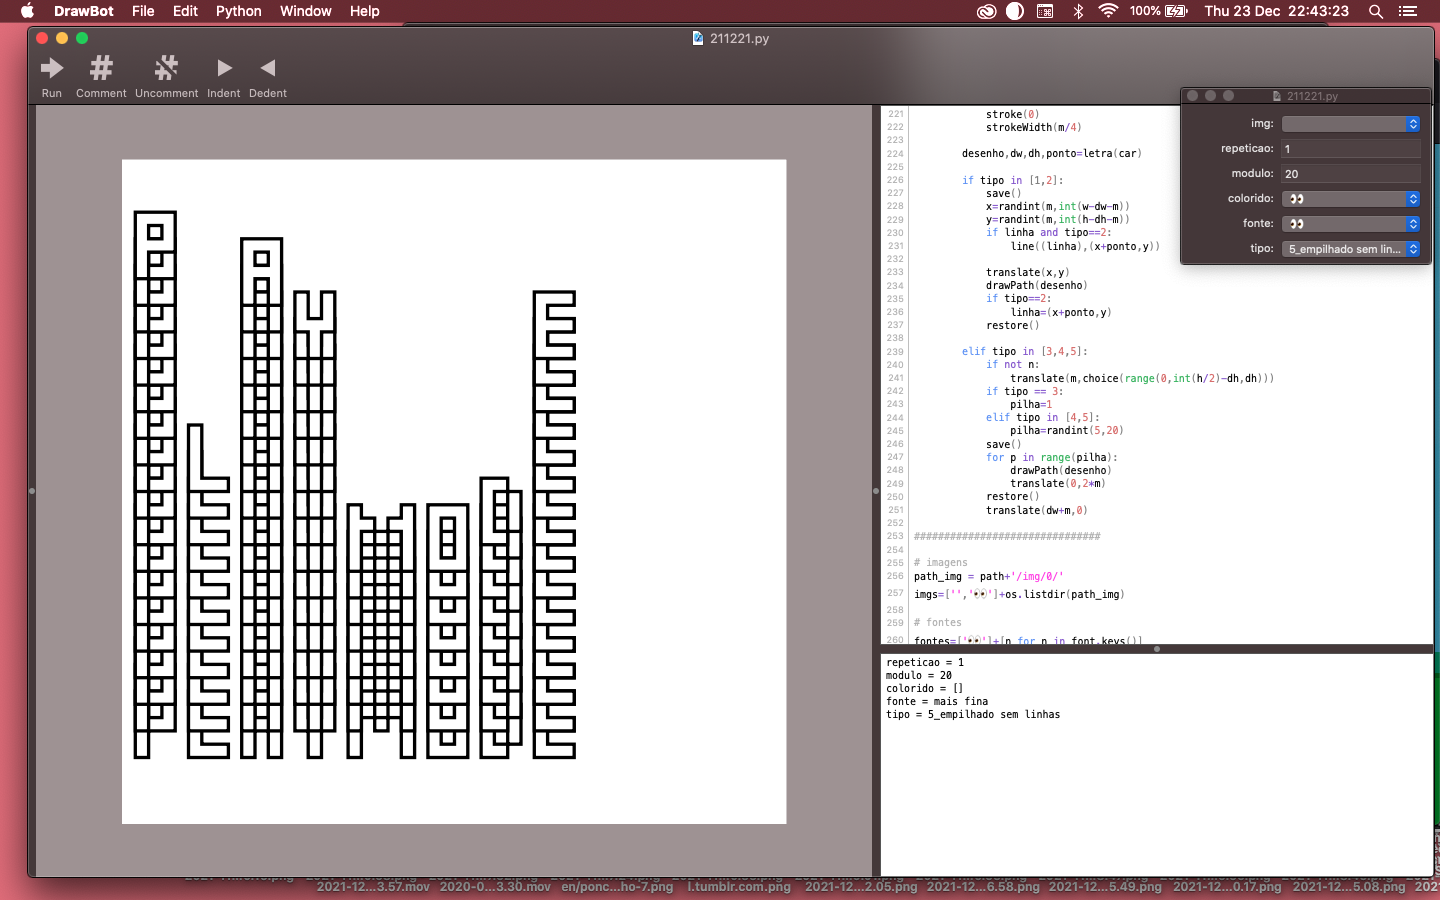 DrawBot File Edit Python Window Help
100% Thu 23 Dec 22:43:23
211221.py
Run Comment Uncomment Indent Dedent
PLAYMODE
221 stroke(0)
222 strokeWidth(m/4)
223
224 desenho,dw,dh,ponto=letra(car)
225
226 if tipo in [1,2]:
227 save()
228 x=randint(m,int(w-dw-m))
229 y=randint(m,int(h-dh-m))
230 if linha and tipo==2:
231 line((linha),(x+ponto,y))
232
233 translate(x,y)
234 drawPath(desenho)
235 if tipo==2:
236 linha=(x+ponto,y)
237 restore()
238
239 elif tipo in [3,4,5]:
240 if not n:
241 translate(m,choice(range(0,int(h/2)-dh,dh)))
242 if tipo == 3:
243 pilha=1
244 elif tipo in [4,5]:
245 pilha=randint(5,20)
246 save()
247 for p in range(pilha):
248 drawPath(desenho)
249 translate(0,2*m)
250 restore()
251 translate(dw+m,0)
252
253 ###############################
254
255 # imagens
256 path_img = path+'/img/0/'
257 imgs=['','👀']+os.listdir(path_img)
258
259 # fontes
260 fontes=['👀']+[n for n in font.keys()]
211221.py
img:
repeticao: 1
modulo: 20
colorido: 👀
fonte: 👀
tipo: 5_empilhado sem lin...
repeticao = 1
modulo = 20
colorido = []
fonte = mais fina
tipo = 5_empilhado sem linhas
2021-12...3.57.mov 2020-0...3.30.mov en/ponc...ho-7.png l.tumblr.com.png 2021-12...2.05.png 2021-12...6.58.png 2021-12...5.49.png 2021-12...0.17.png 2021-12...5.08.png